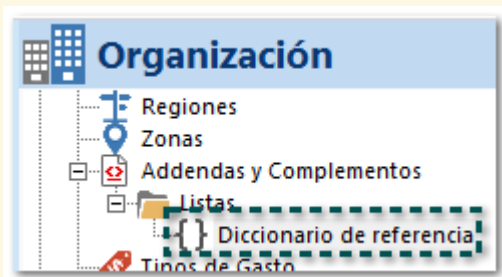 Organización
Regiones
Zonas
Addendas y Complementos
Listas
{ } Diccionario de referencia
Tipos de Gasto